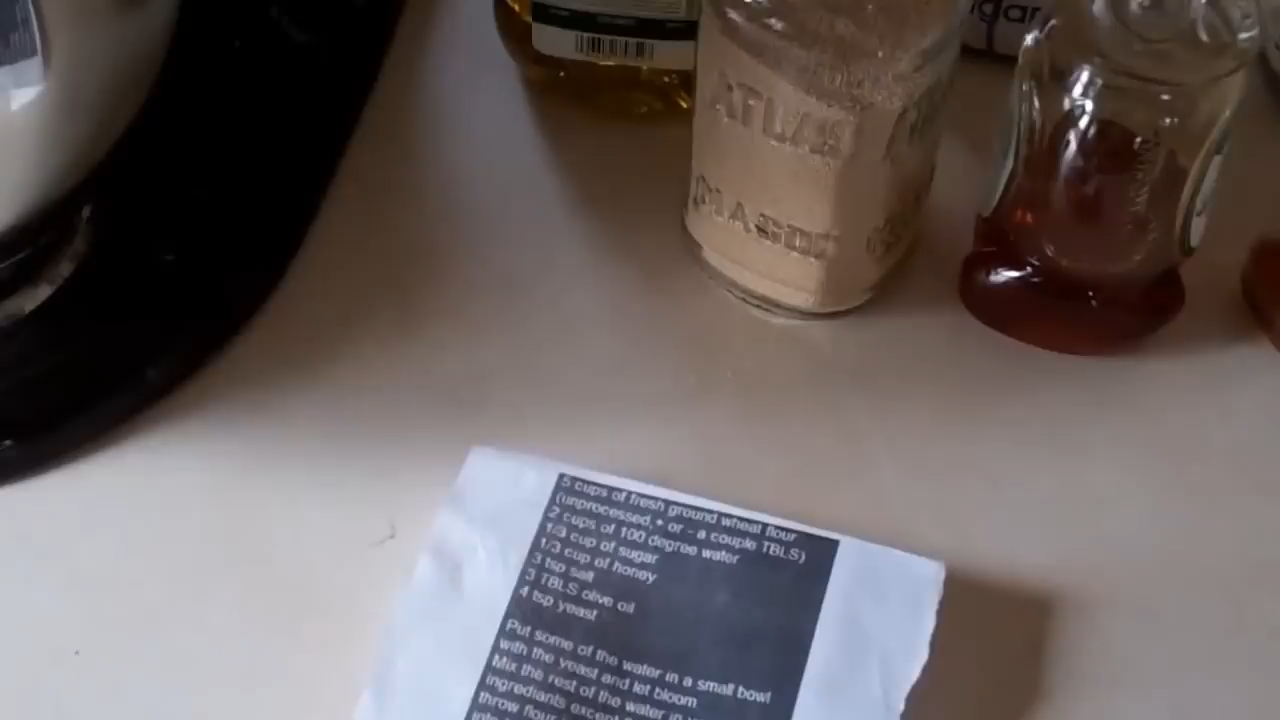 gar
ATLAS
MASON
5 cups of fresh ground wheat flour
(unprocessed,+ or - a couple TBLS)
2 cups of 100 degree water
1/3 cup of sugar
1/3 cup of honey
3 tsp salt
3 TBLS olive oil
4 tsp yeast
Put some of the water in a small bowl
with the yeast and let bloom
Mix the rest of the water in
ingrediants except
throw flour